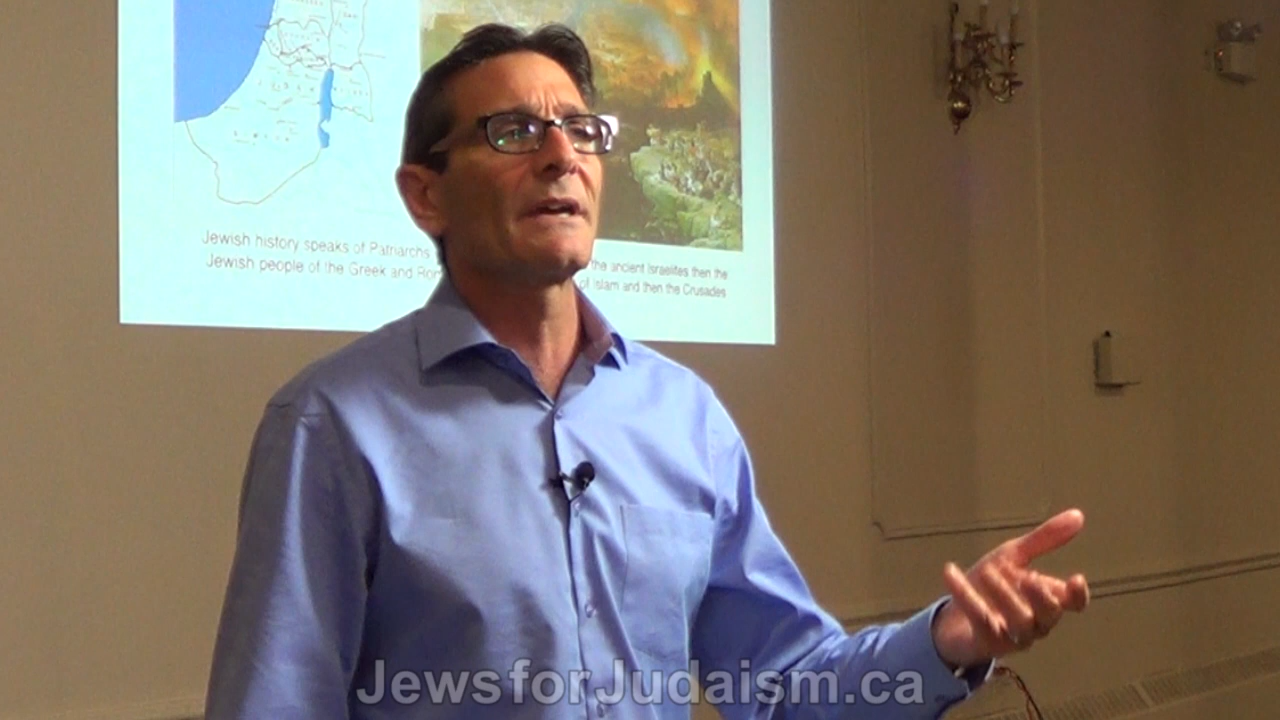 Jewish history speaks of Patriarchs
Jewish people of the Greek and
the ancient Israelites then the
of Islam and then the Crusades
JewsforJudaism.ca